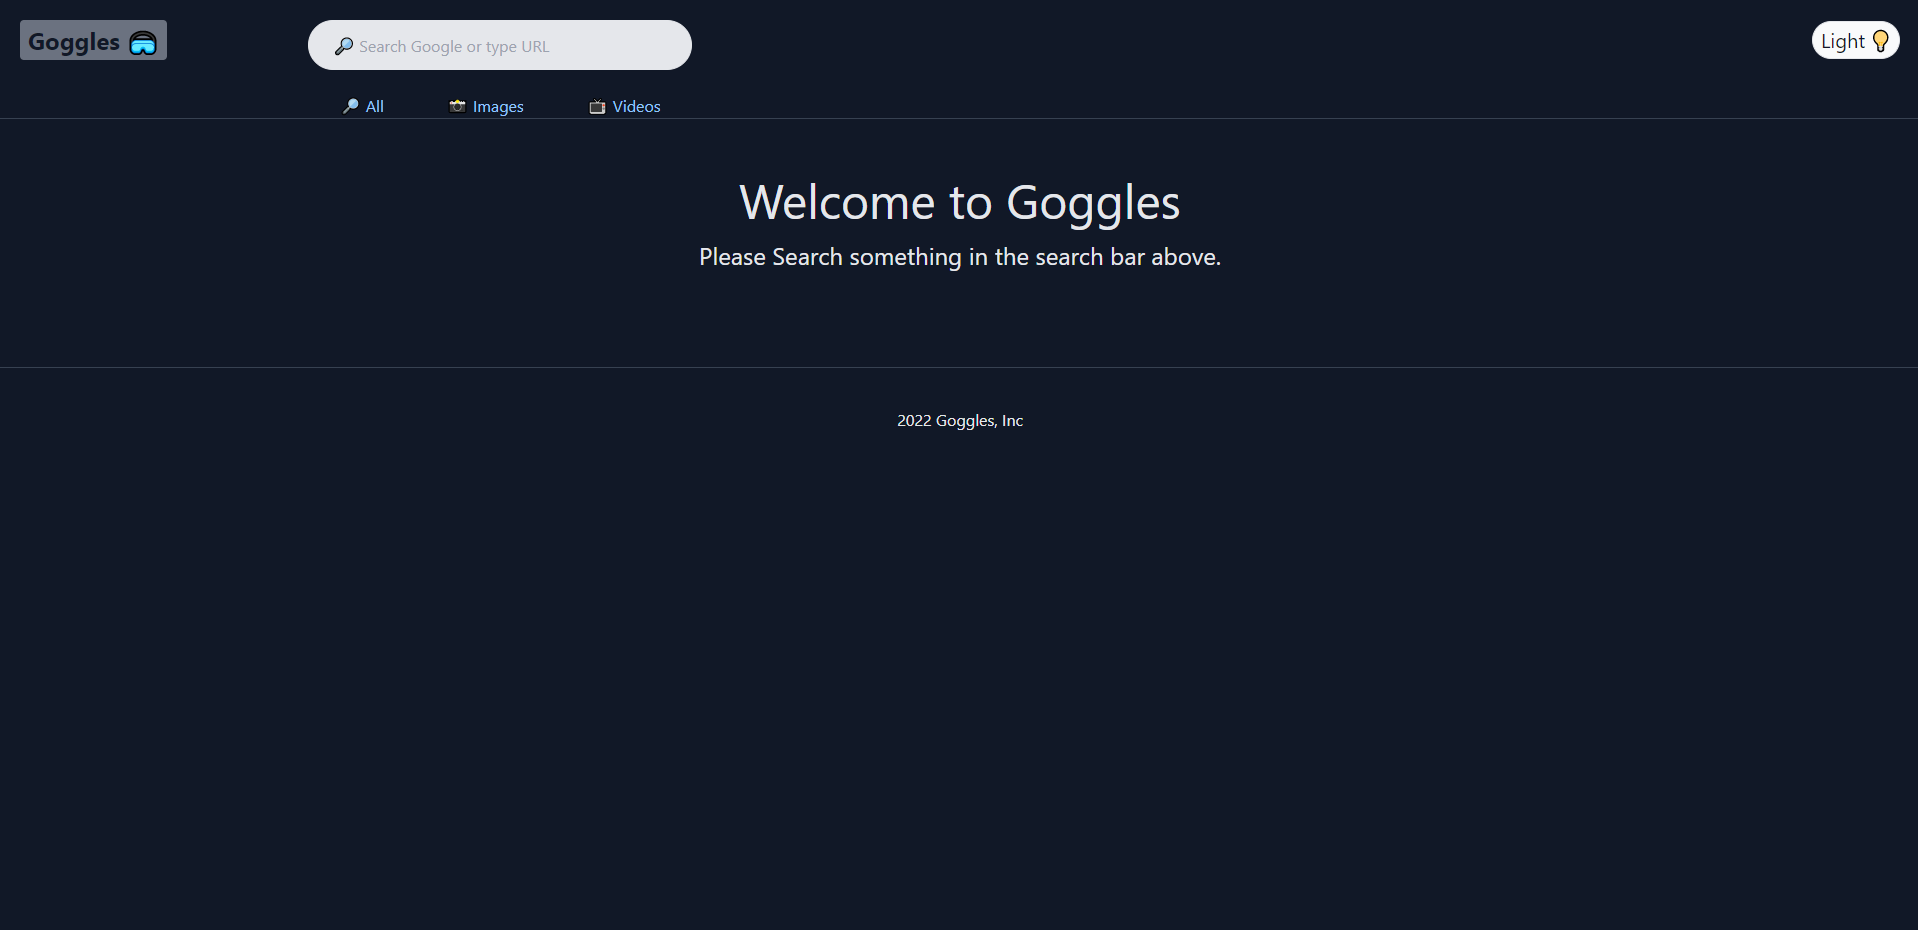 Goggles 🥽
🔎 Search Google or type URL
Light 💡
🔎 All
📸 Images
📺 Videos
Welcome to Goggles
Please Search something in the search bar above.
2022 Goggles, Inc